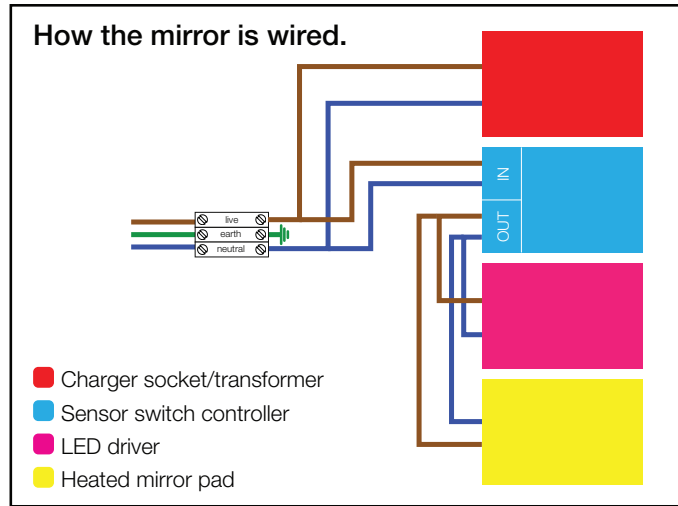 How the mirror is wired.
IN
live
OUT
earth
neutral
Charger socket/transformer
Sensor switch controller
LED driver
Heated mirror pad